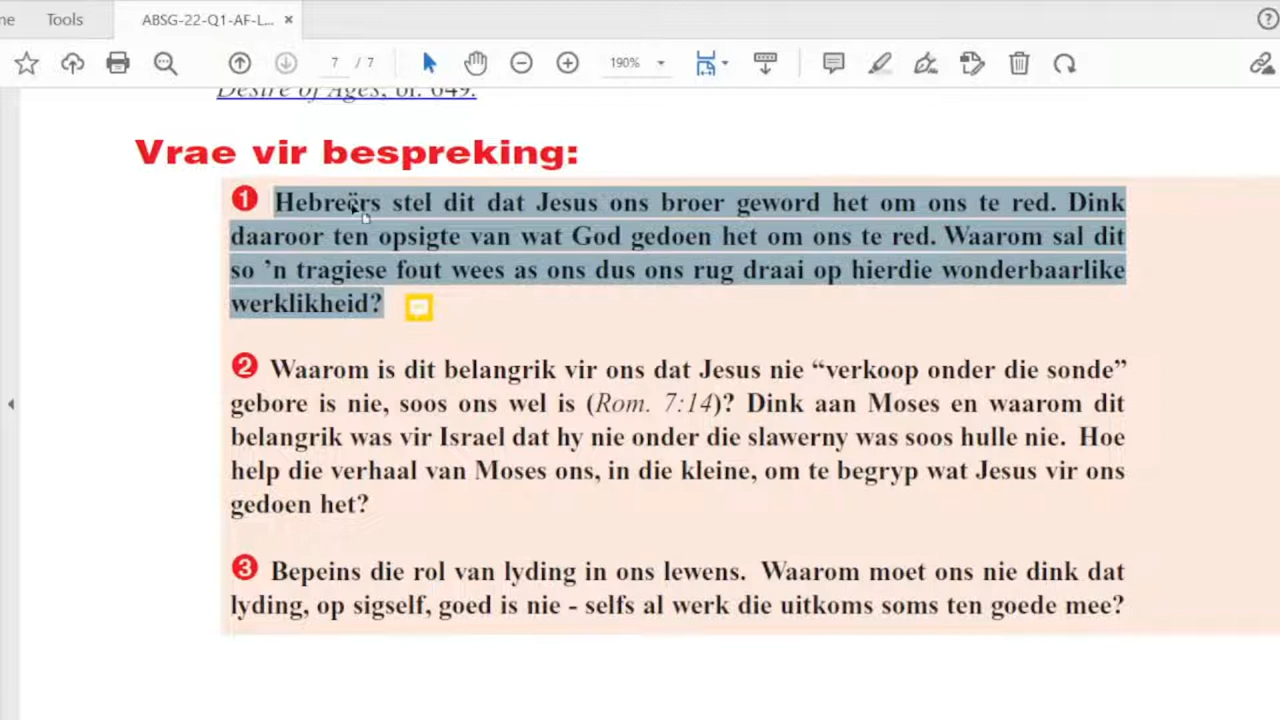 me Tools ABSG-22-Q1-AF-L... ×
7 / 7 190%
Desire of Ages, bl. 649.
Vrae vir bespreking:
1 Hebreërs stel dit dat Jesus ons broer geword het om ons te red. Dink
daaroor ten opsigte van wat God gedoen het om ons te red. Waarom sal dit
so ’n tragiese fout wees as ons dus ons rug draai op hierdie wonderbaarlike
werklikheid?
2 Waarom is dit belangrik vir ons dat Jesus nie “verkoop onder die sonde”
gebore is nie, soos ons wel is (Rom. 7:14)? Dink aan Moses en waarom dit
belangrik was vir Israel dat hy nie onder die slawerny was soos hulle nie. Hoe
help die verhaal van Moses ons, in die kleine, om te begryp wat Jesus vir ons
gedoen het?
3 Bepeins die rol van lyding in ons lewens. Waarom moet ons nie dink dat
lyding, op sigself, goed is nie - selfs al werk die uitkoms soms ten goede mee?